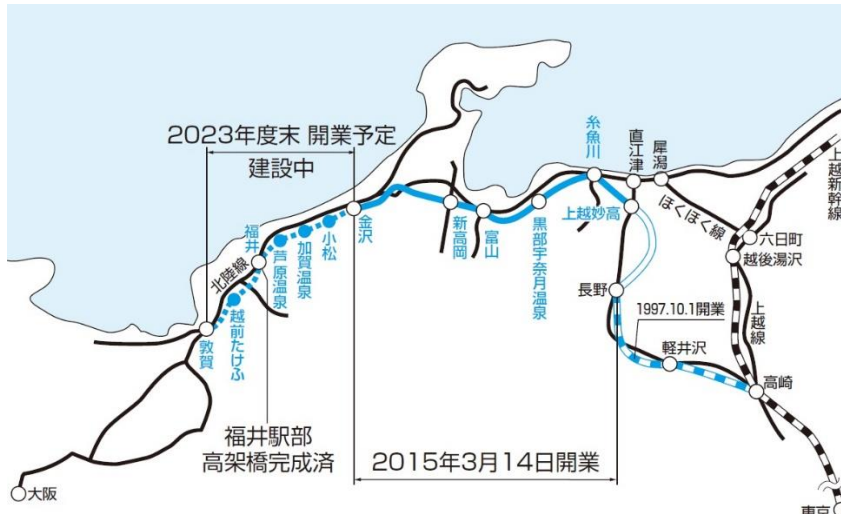 2023年度末 開業予定
建設中
糸魚川
直江津
犀潟
上越新幹線
ほくほく線
六日町
越後湯沢
金沢
新高岡
富山
黒部宇奈月温泉
上越妙高
小松
加賀温泉
芦原温泉
福井
北陸線
越前たけふ
敦賀
長野
1997.10.1開業
上越線
軽井沢
高崎
福井駅部
高架橋完成済
2015年3月14日開業
大阪
東京